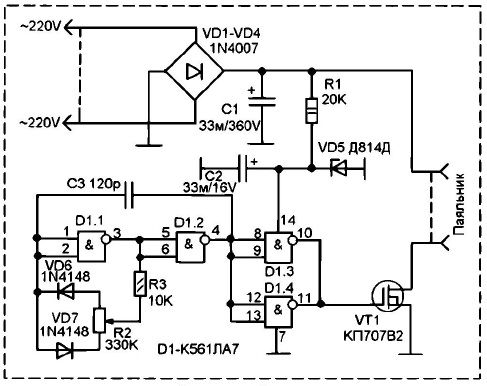 ~220V
VD1-VD4
1N4007
+
C1
33м/360V
R1
20K
~220V
VD5 Д814Д
C2
+
33м/16V
C3 120p
14
D1.1
D1.2
1
2
&
3
5
6
&
4
8
9
&
10
D1.3
D1.4
VD6
1N4148
R3
10K
12
13
&
11
VD7
1N4148
R2
330K
7
VT1
КП707В2
D1-К561ЛА7
Паяльник